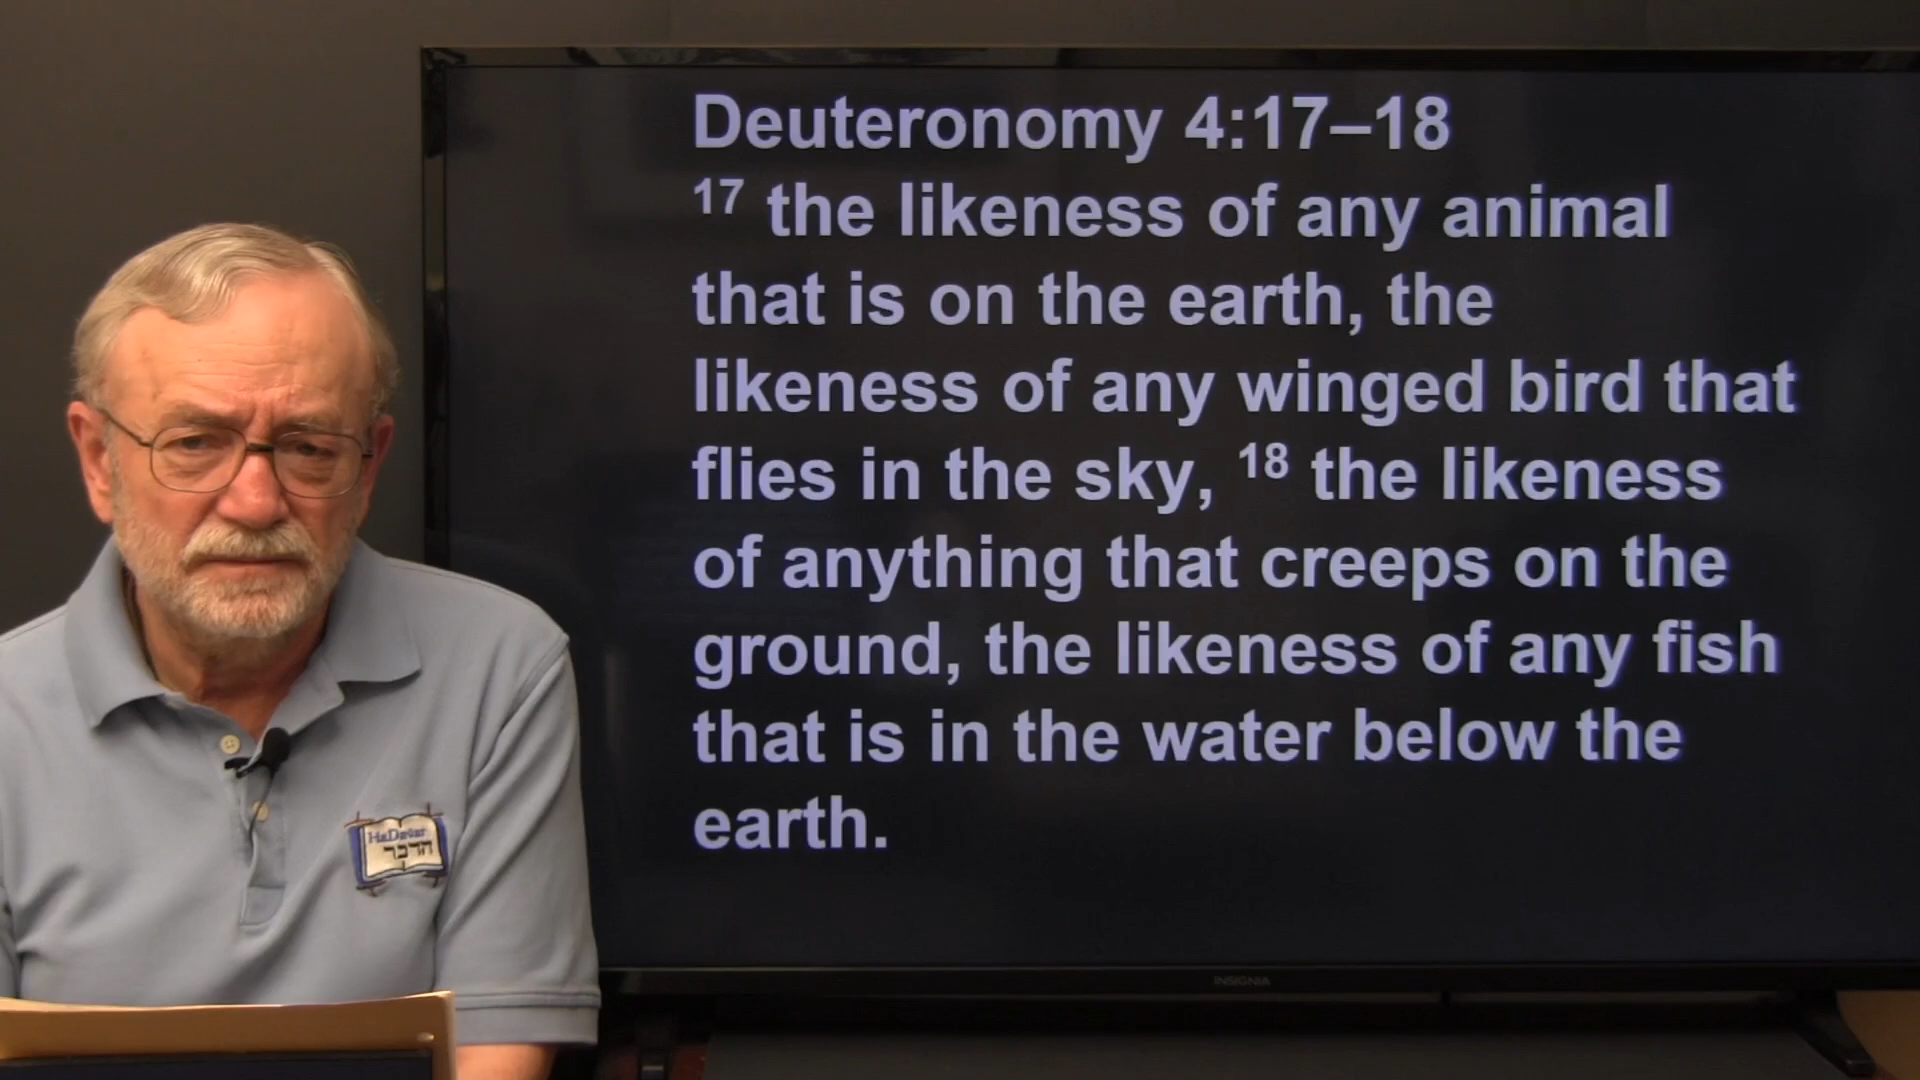 Deuteronomy 4:17–18
17 the likeness of any animal
that is on the earth, the
likeness of any winged bird that
flies in the sky, 18 the likeness
of anything that creeps on the
ground, the likeness of any fish
that is in the water below the
earth.
HaDavar
הדבר
INSIGNIA